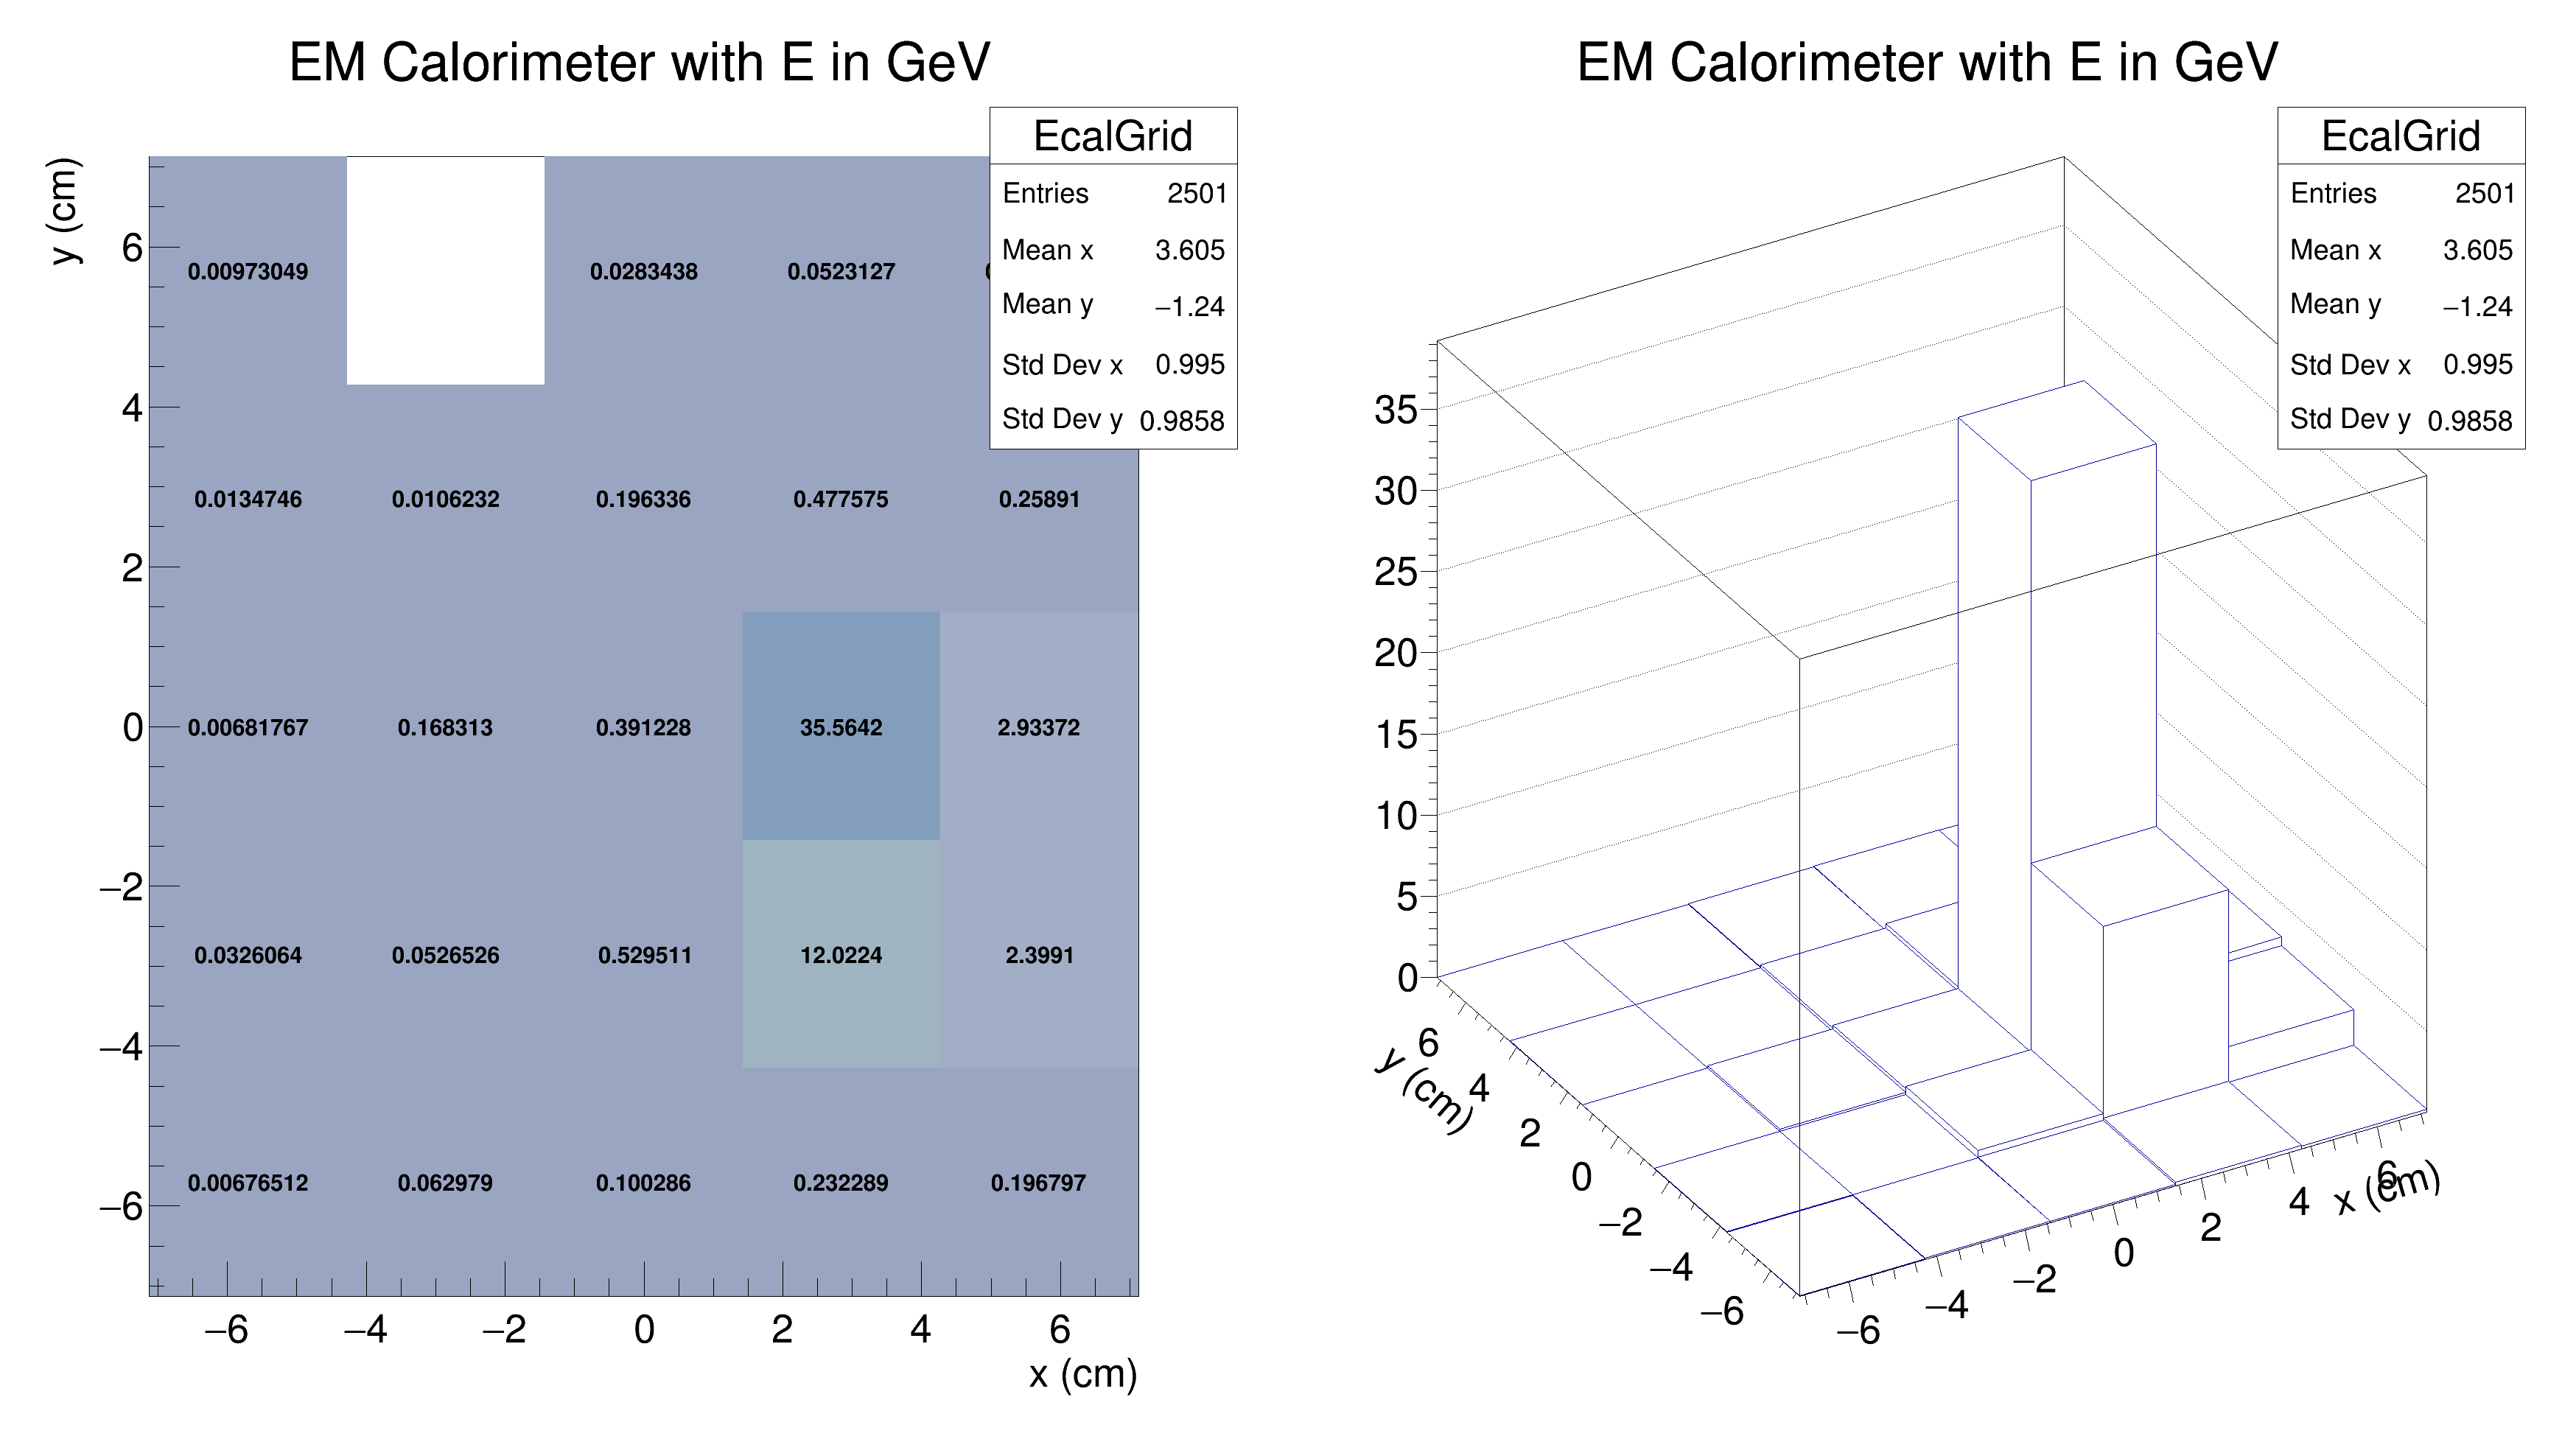 EM Calorimeter with E in GeV
EcalGrid
Entries 2501
Mean x 3.605
Mean y −1.24
Std Dev x 0.995
Std Dev y 0.9858
y (cm)
6
4
2
0
−2
−4
−6
0.00973049 0.0283438 0.0523127
0.0134746 0.0106232 0.196336 0.477575 0.25891
0.00681767 0.168313 0.391228 35.5642 2.93372
0.0326064 0.0526526 0.529511 12.0224 2.3991
0.00676512 0.062979 0.100286 0.232289 0.196797
−6 −4 −2 0 2 4 6
x (cm)
EM Calorimeter with E in GeV
EcalGrid
Entries 2501
Mean x 3.605
Mean y −1.24
Std Dev x 0.995
Std Dev y 0.9858
35
30
25
20
15
10
5
0
y (cm)
6
4
2
0
−2
−4
−6
−6 −4 −2 0 2 4 6
x (cm)